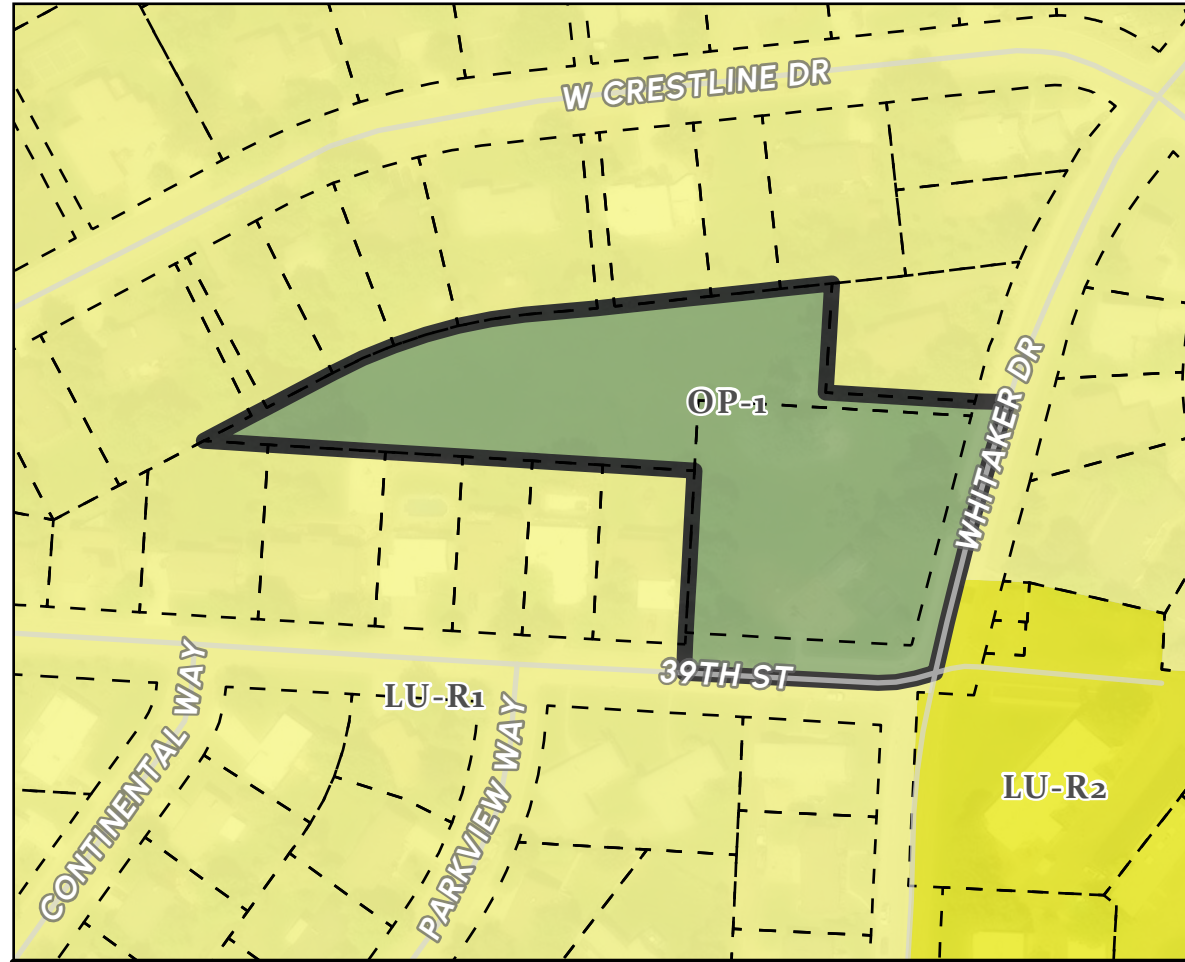 W CRESTLINE DR
WHITAKER DR
OP-1
39TH ST
LU-R1
CONTINENTAL WAY
PARKVIEW WAY
LU-R2